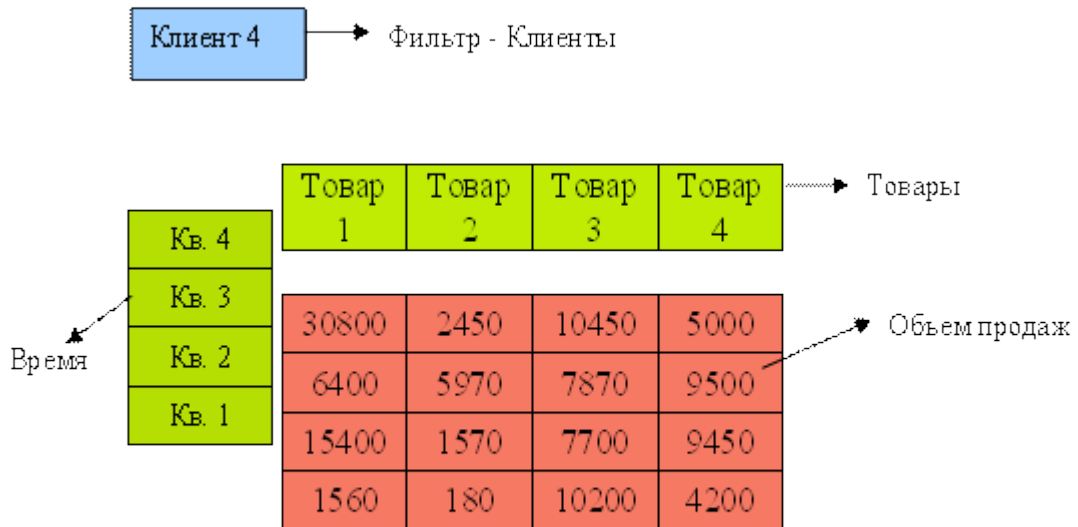 Клиент 4
Фильтр - Клиенты
Товар 1
Товар 2
Товар 3
Товар 4
Товары
Кв. 4
Кв. 3
Кв. 2
Кв. 1
Время
30800 2450 10450 5000
6400 5970 7870 9500
15400 1570 7700 9450
1560 180 10200 4200
Объем продаж